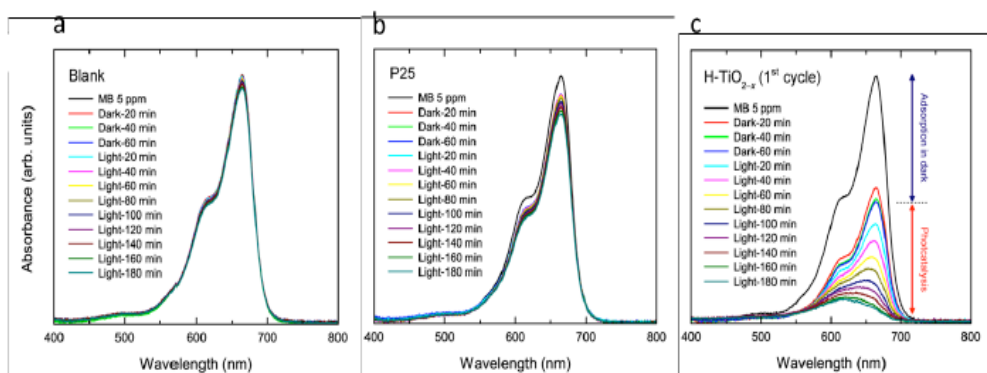 a
Blank
MB 5 ppm
Dark-20 min
Dark-40 min
Dark-60 min
Light-20 min
Light-40 min
Light-60 min
Light-80 min
Light-100 min
Light-120 min
Light-140 min
Light-160 min
Light-180 min
Absorbance (arb. units)
400 500 600 700 800
Wavelength (nm)
b
P25
MB 5 ppm
Dark-20 min
Dark-40 min
Dark-60 min
Light-20 min
Light-40 min
Light-60 min
Light-80 min
Light-100 min
Light-120 min
Light-140 min
Light-160 min
Light-180 min
400 500 600 700 800
Wavelength (nm)
c
H-TiO2-x (1st cycle)
MB 5 ppm
Dark-20 min
Dark-40 min
Dark-60 min
Light-20 min
Light-40 min
Light-60 min
Light-80 min
Light-100 min
Light-120 min
Light-140 min
Light-160 min
Light-180 min
Adsorption in dark
Photcatalysis
400 500 600 700 800
Wavelength (nm)